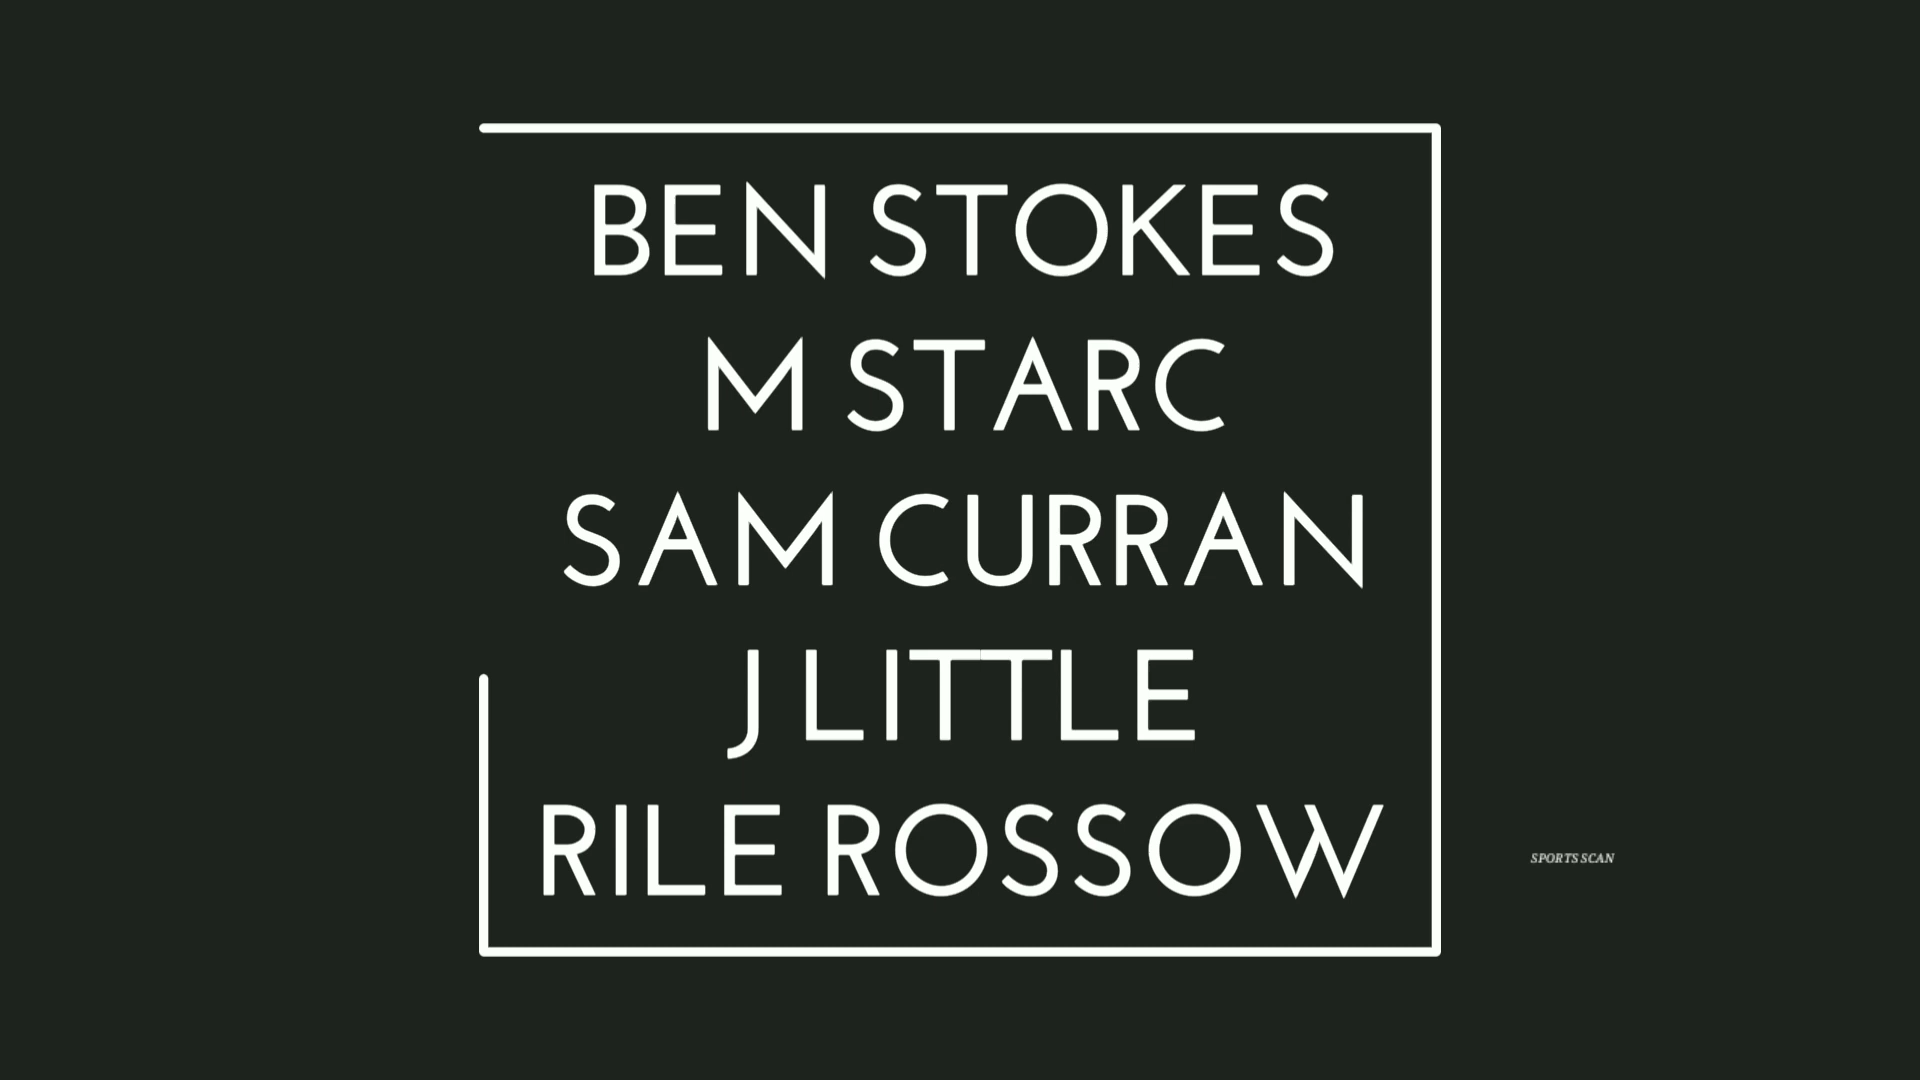 BEN STOKES
M STARC
SAM CURRAN
J LITTLE
RILE ROSSOW
SPORTS SCAN